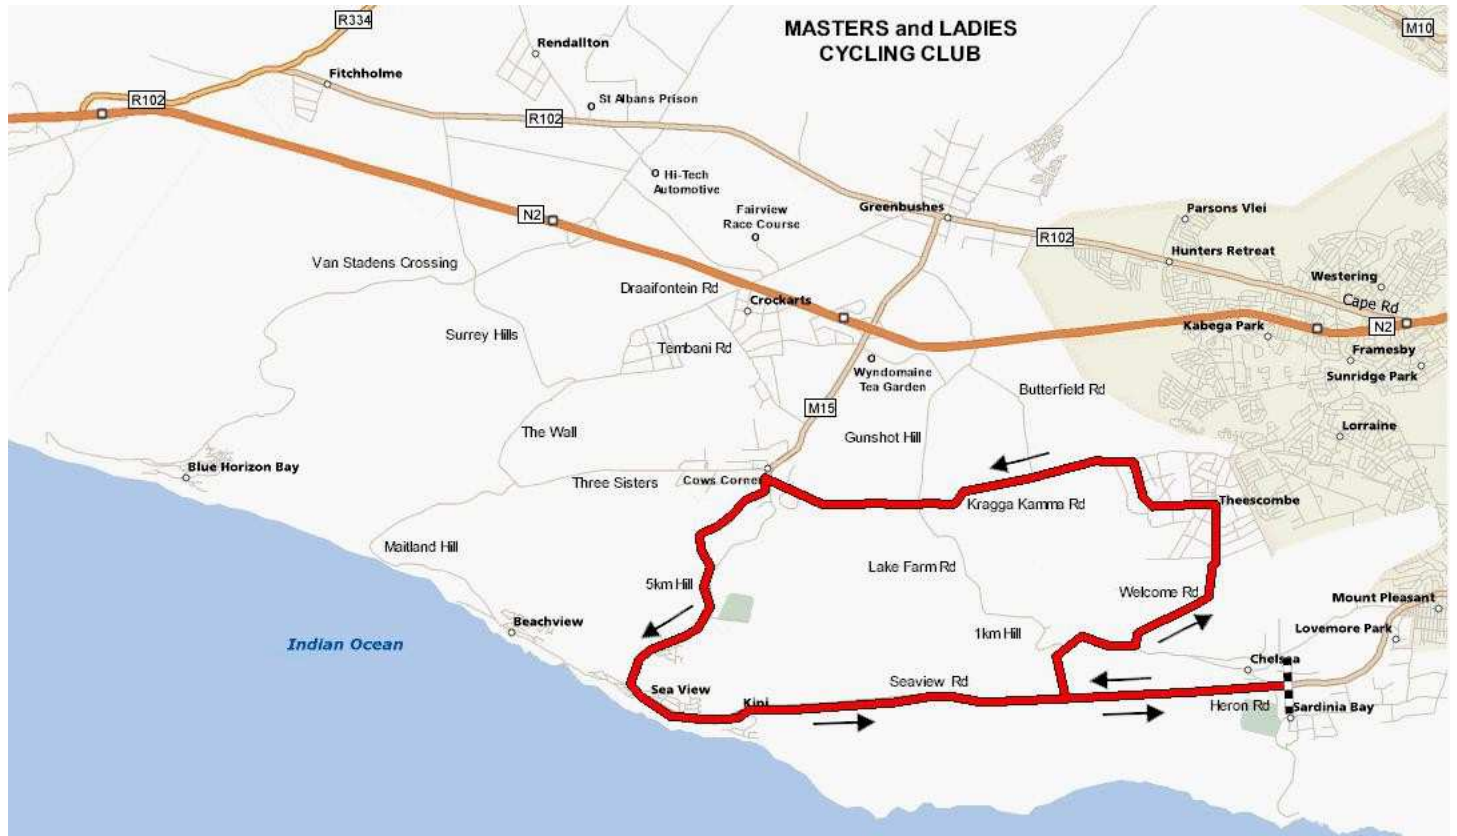 MASTERS and LADIES
CYCLING CLUB
R334
M10
Rendallton
Fitchholme
R102
St Albans Prison
R102
Hi-Tech
Automotive
Fairview
Race Course
Greenbushes
Parsons Vlei
N2
R102
Hunters Retreat
Van Stadens Crossing
Westering
Draaifontein Rd
Crockarts
Cape Rd
Kabega Park
N2
Surrey Hills
Tembani Rd
Framesby
Wyndomaine
Tea Garden
Sunridge Park
Butterfield Rd
M15
The Wall
Gunshot Hill
Lorraine
Blue Horizon Bay
Three Sisters
Cows Corner
Kragga Kamma Rd
Theescombe
Maitland Hill
5km Hill
Lake Farm Rd
Welcome Rd
Mount Pleasant
Beachview
1km Hill
Lovemore Park
Indian Ocean
Chelsea
Sea View
Seaview Rd
Kini
Heron Rd
Sardinia Bay